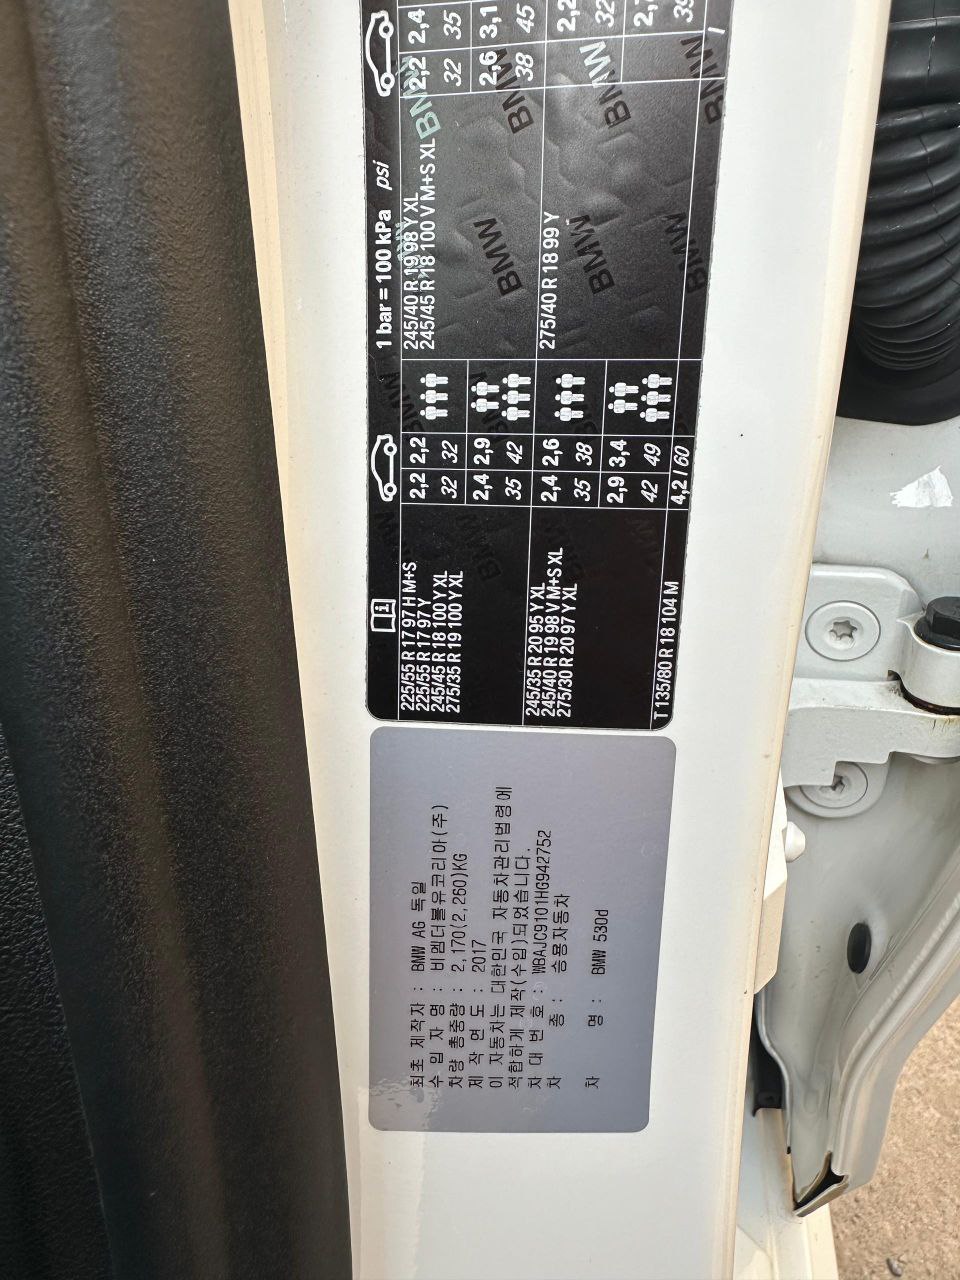 225/55 R 17 97 H M+S
225/55 R 17 97 Y
245/45 R 18 100 Y XL
275/35 R 19 100 Y XL
2,2 2,2
32 32
2,4 2,9
35 42
1 bar = 100 kPa psi
245/40 R 19 98 Y XL
245/45 R 18 100 V M+S XL
2,2 2,4
32 35
2,6 3,1
38 45
245/35 R 20 95 Y XL
245/40 R 19 98 V M+S XL
275/30 R 20 97 Y XL
2,4 2,6
35 38
2,9 3,4
42 49
275/40 R 18 99 Y
T 135/80 R 18 104 M
4,2 / 60
/
BMW
BMW
BMW
BMW
BMW
BMW
BMW
BMW
최초 제작자 : BMW AG 독일
수 입 자 명 : 비엠더블유코리아(주)
차량 총중량 : 2,170(2,260)KG
제 작 연 도 : 2017
이 자동차는 대한민국 자동차관리법령에
적합하게 제작(수입)되었습니다.
차 대 번 호 : WBAJC9101HG942752
차 종 : 승용자동차
차 명 : BMW 530d